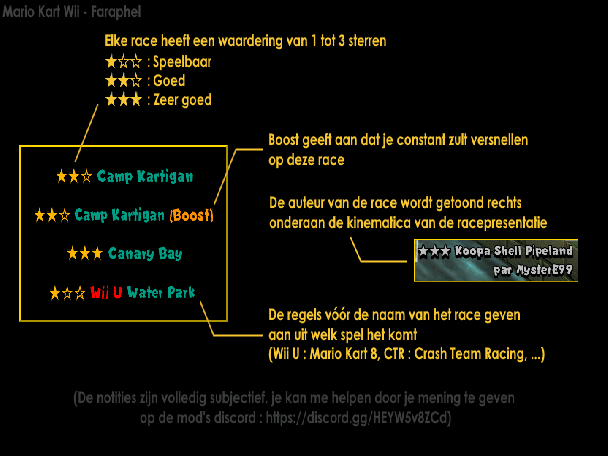 Mario Kart Wii - Faraphel
Elke race heeft een waardering van 1 tot 3 sterren
★☆☆ : Speelbaar
★★☆ : Goed
★★★ : Zeer goed
★★☆ Camp Kartigan
★★☆ Camp Kartigan (Boost)
★★★ Canary Bay
★☆☆ Wii U Water Park
Boost geeft aan dat je constant zult versnellen
op deze race
De auteur van de race wordt getoond rechts
onderaan de kinematica van de racepresentatie
★★★ Koopa Shell Pipeland
par MysterE99
De regels vóór de naam van het race geven
aan uit welk spel het komt
(Wii U : Mario Kart 8, CTR : Crash Team Racing, ...)
(De notities zijn volledig subjectief, je kan me helpen door je mening te geven
op de mod's discord : https://discord.gg/HEYW5v8ZCd)